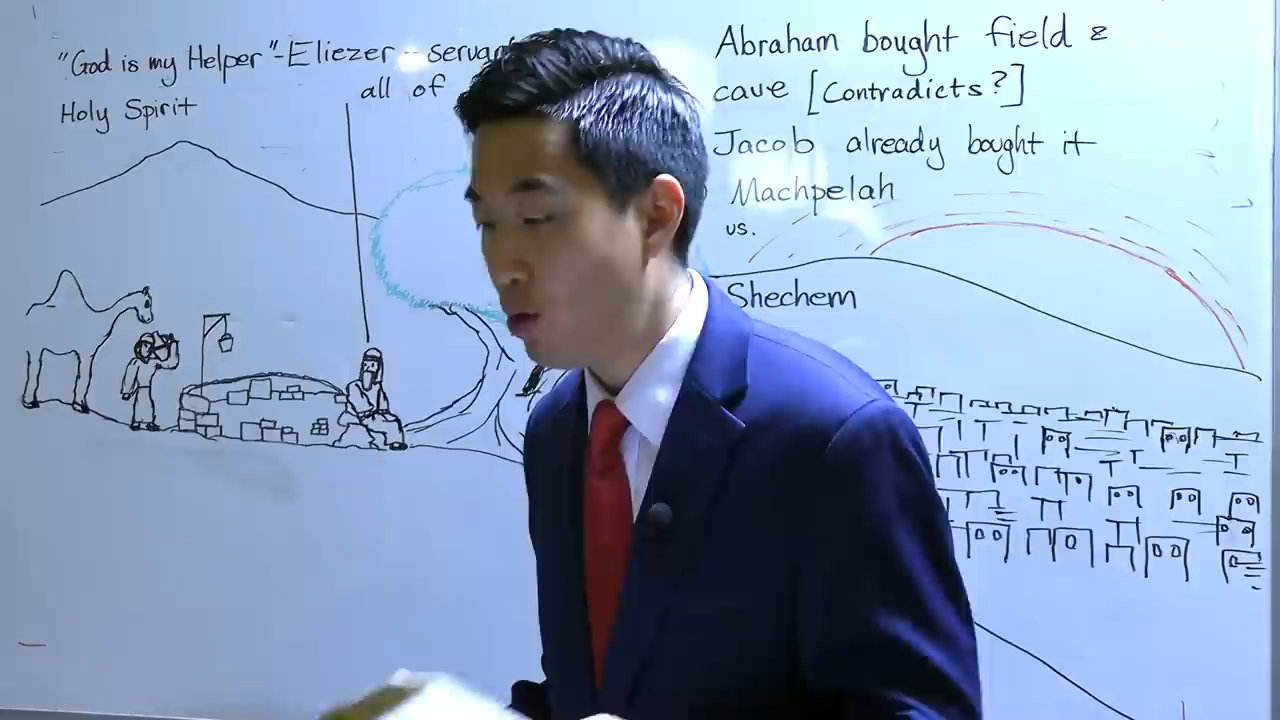 "God is my Helper"-Eliezer - servant
all of
Holy Spirit
Abraham bought field &
cave [Contradicts?]
Jacob already bought it
Machpelah
vs.
Shechem